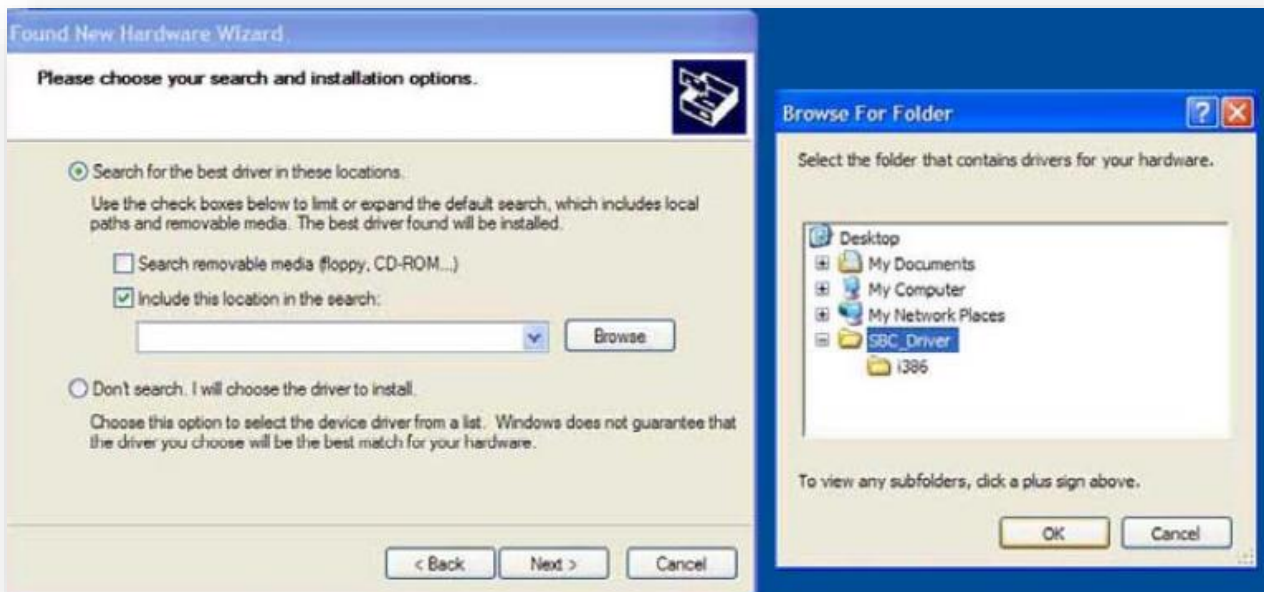 Found New Hardware Wizard
Please choose your search and installation options.
Search for the best driver in these locations.
Use the check boxes below to limit or expand the default search, which includes local
paths and removable media. The best driver found will be installed.
Search removable media (floppy, CD-ROM...)
Include this location in the search:
Browse
Don't search. I will choose the driver to install.
Choose this option to select the device driver from a list. Windows does not guarantee that
the driver you choose will be the best match for your hardware.
< Back
Next >
Cancel
Browse For Folder
Select the folder that contains drivers for your hardware.
Desktop
My Documents
My Computer
My Network Places
SBC_Driver
i386
To view any subfolders, click a plus sign above.
OK
Cancel